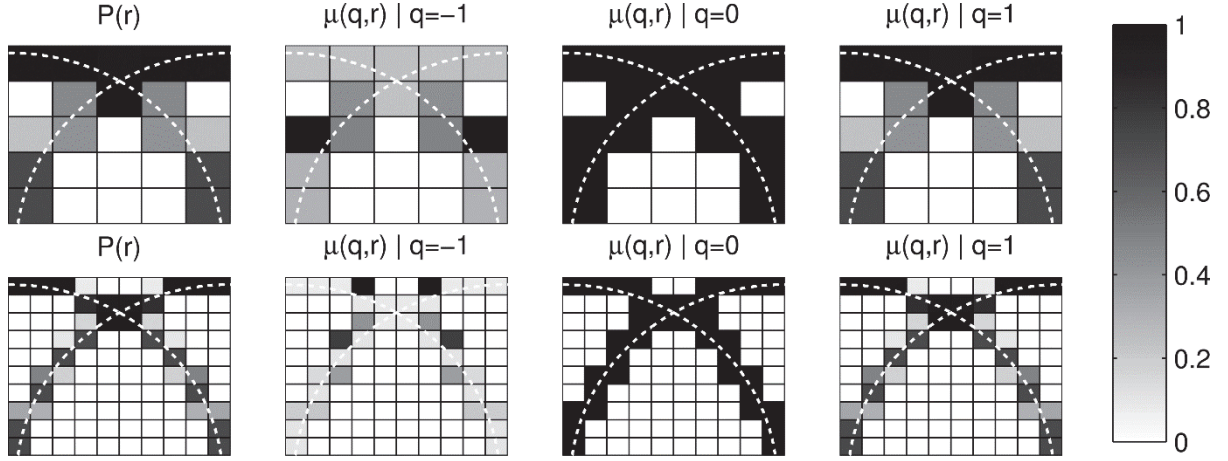 P(r)
μ(q,r) | q=−1
μ(q,r) | q=0
μ(q,r) | q=1
P(r)
μ(q,r) | q=−1
μ(q,r) | q=0
μ(q,r) | q=1
1
0.8
0.6
0.4
0.2
0